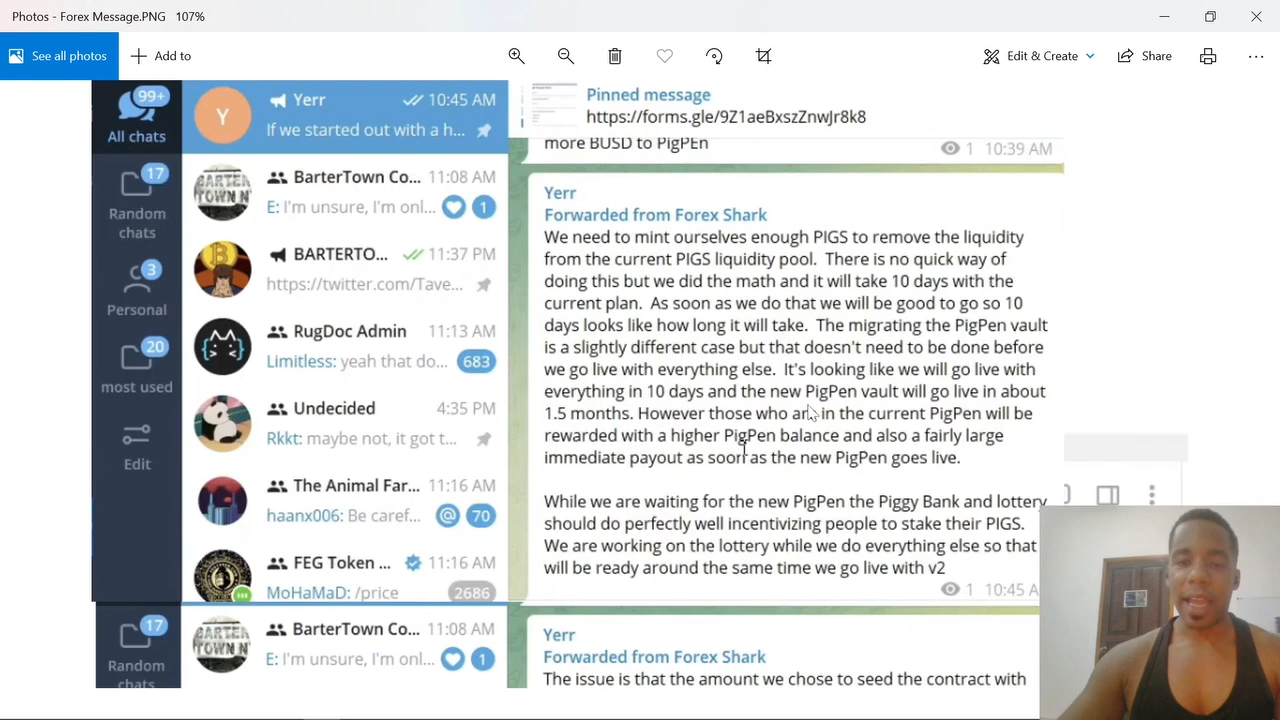 Photos - Forex Message.PNG 107%
See all photos
Add to
Edit & Create
Share
99+
All chats
17
Random
chats
3
Personal
20
most used
Edit
17
Random
chats
Y
Yerr
10:45 AM
If we started out with a h...
BarterTown Co...
11:08 AM
E: I'm unsure, I'm onl...
1
BARTERTO...
11:37 PM
https://twitter.com/Tave...
RugDoc Admin
11:13 AM
Limitless: yeah that do...
683
Undecided
4:35 PM
Rkkt: maybe not, it got t...
The Animal Far...
11:16 AM
haanx006: Be caref...
@ 70
FEG Token ...
11:16 AM
MoHaMaD: /price
2686
BarterTown Co...
11:08 AM
E: I'm unsure, I'm onl...
1
Pinned message
https://forms.gle/9Z1aeBxszZnwJr8k8
more BUSD to PigPEn
1 10:39 AM
Yerr
Forwarded from Forex Shark
We need to mint ourselves enough PIGS to remove the liquidity
from the current PIGS liquidity pool. There is no quick way of
doing this but we did the math and it will take 10 days with the
current plan. As soon as we do that we will be good to go so 10
days looks like how long it will take. The migrating the PigPen vault
is a slightly different case but that doesn't need to be done before
we go live with everything else. It's looking like we will go live with
everything in 10 days and the new PigPen vault will go live in about
1.5 months. However those who are in the current PigPen will be
rewarded with a higher PigPen balance and also a fairly large
immediate payout as soon as the new PigPen goes live.
While we are waiting for the new PigPen the Piggy Bank and lottery
should do perfectly well incentivizing people to stake their PIGS.
We are working on the lottery while we do everything else so that
will be ready around the same time we go live with v2
1 10:45 A
Yerr
Forwarded from Forex Shark
The issue is that the amount we chose to seed the contract with